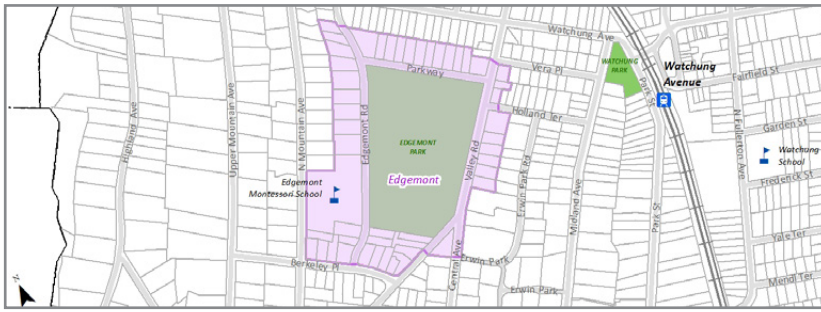 Watchung Ave
Parkway
Vera Pl
WATCHUNG
PARK
Watchung
Avenue
Fairfield St
Park St
Highland Ave
Upper Mountain Ave
N Mountain Ave
Edgemont Rd
EDGEMONT
PARK
Edgemont
Valley Rd
Holland Ter
Erwin Park Rd
Midland Ave
Park St
N Fullerton Ave
Garden St
Watchung
School
Frederick St
Edgemont
Montessori School
Berkeley Pl
Central Ave
Erwin Park
Erwin Park
Yale Ter
Mendl Ter
N